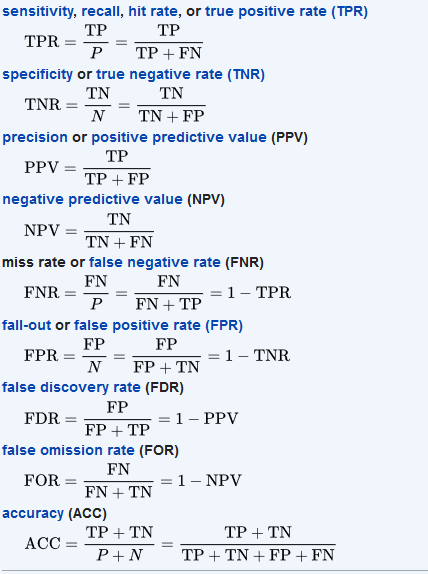 sensitivity, recall, hit rate, or true positive rate (TPR)
TPR = TP / P = TP / (TP + FN)
specificity or true negative rate (TNR)
TNR = TN / N = TN / (TN + FP)
precision or positive predictive value (PPV)
PPV = TP / (TP + FP)
negative predictive value (NPV)
NPV = TN / (TN + FN)
miss rate or false negative rate (FNR)
FNR = FN / P = FN / (FN + TP) = 1 − TPR
fall-out or false positive rate (FPR)
FPR = FP / N = FP / (FP + TN) = 1 − TNR
false discovery rate (FDR)
FDR = FP / (FP + TP) = 1 − PPV
false omission rate (FOR)
FOR = FN / (FN + TN) = 1 − NPV
accuracy (ACC)
ACC = (TP + TN) / (P + N) = (TP + TN) / (TP + TN + FP + FN)